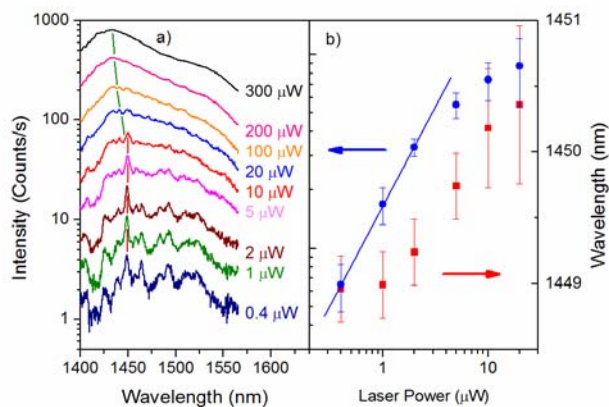 a)
b)
1000
100
10
1
Intensity (Counts/s)
300 µW
200 µW
100 µW
20 µW
10 µW
5 µW
2 µW
1 µW
0.4 µW
1400 1450 1500 1550 1600
Wavelength (nm)
1 10
Laser Power (µW)
1451
1450
1449
Wavelength (nm)